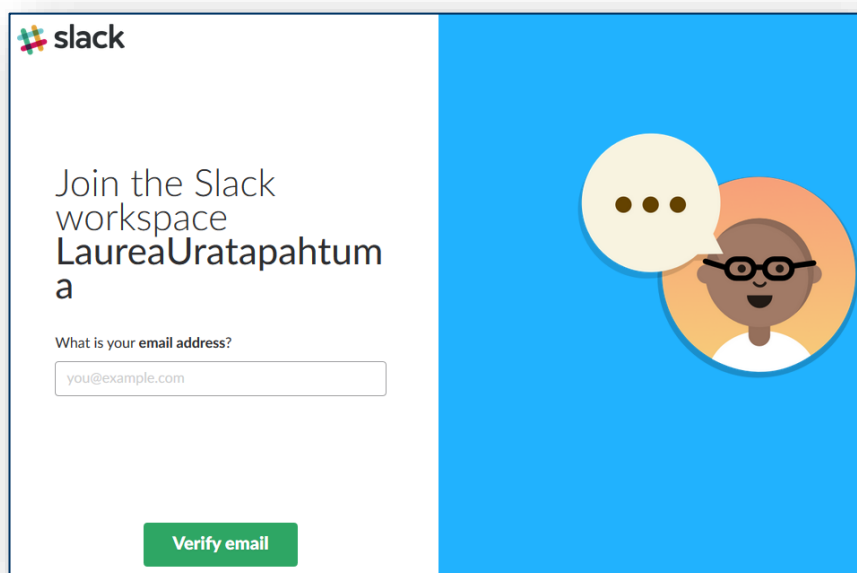 slack
Join the Slack
workspace
LaureaUratapahtum
a
What is your email address?
you@example.com
Verify email